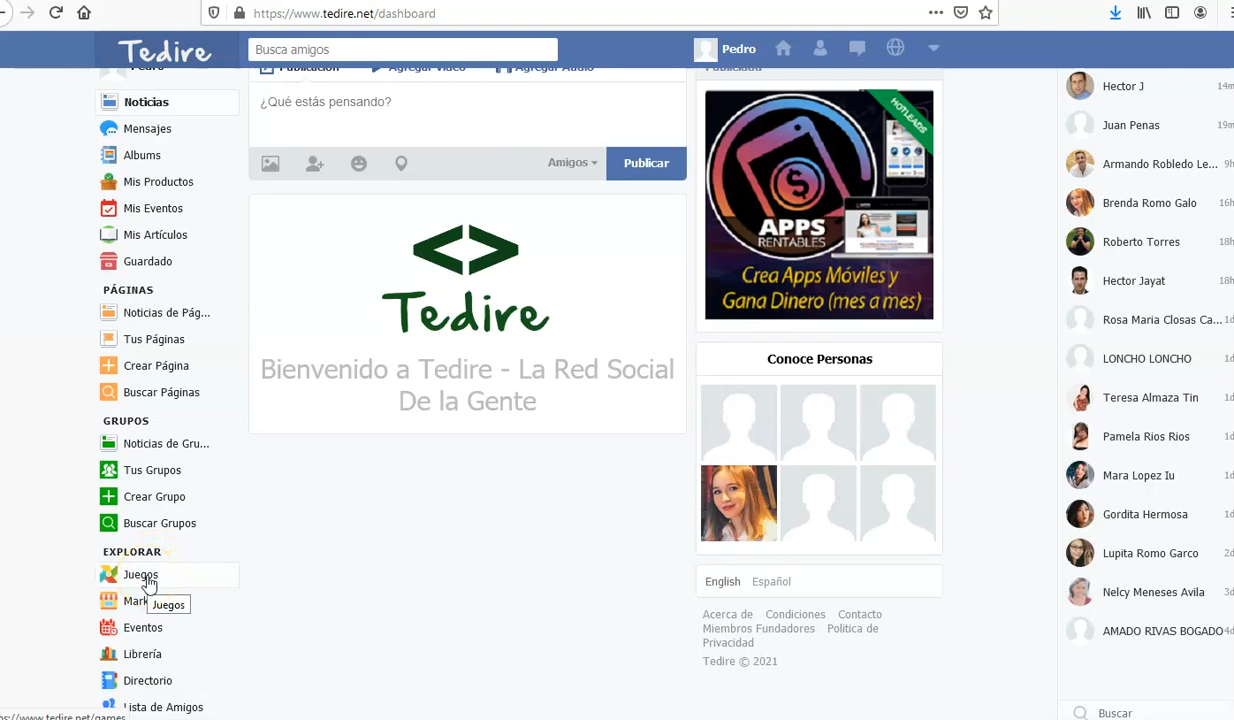 https://www.tedire.net/dashboard
Tedire
Busca amigos
Pedro
Pedro
Noticias
Mensajes
Albums
Mis Productos
Mis Eventos
Mis Artículos
Guardado
PÁGINAS
Noticias de Pág...
Tus Páginas
Crear Página
Buscar Páginas
GRUPOS
Noticias de Gru...
Tus Grupos
Crear Grupo
Buscar Grupos
EXPLORAR
Juegos
Mark
Juegos
Eventos
Librería
Directorio
Lista de Amigos
ps://www.tedire.net/games
Publicación
Agregar Video
Agregar Audio
¿Qué estás pensando?
Amigos
Publicar
<>
Tedire
Bienvenido a Tedire - La Red Social
De la Gente
Publicidad
HOTLEADS
APPS
RENTABLES
Crea Apps Móviles y
Gana Dinero (mes a mes)
Conoce Personas
English Español
Acerca de Condiciones Contacto
Miembros Fundadores Politica de
Privacidad
Tedire © 2021
Hector J 14m
Juan Penas 19m
Armando Robledo Le... 9h
Brenda Romo Galo 16h
Roberto Torres 18h
Hector Jayat 18h
Rosa Maria Closas Ca... 1d
LONCHO LONCHO 1d
Teresa Almaza Tin 1d
Pamela Rios Rios 1d
Mara Lopez Iu 1d
Gordita Hermosa 1d
Lupita Romo Garco 2d
Nelcy Meneses Avila 3d
AMADO RIVAS BOGADO 4d
Buscar